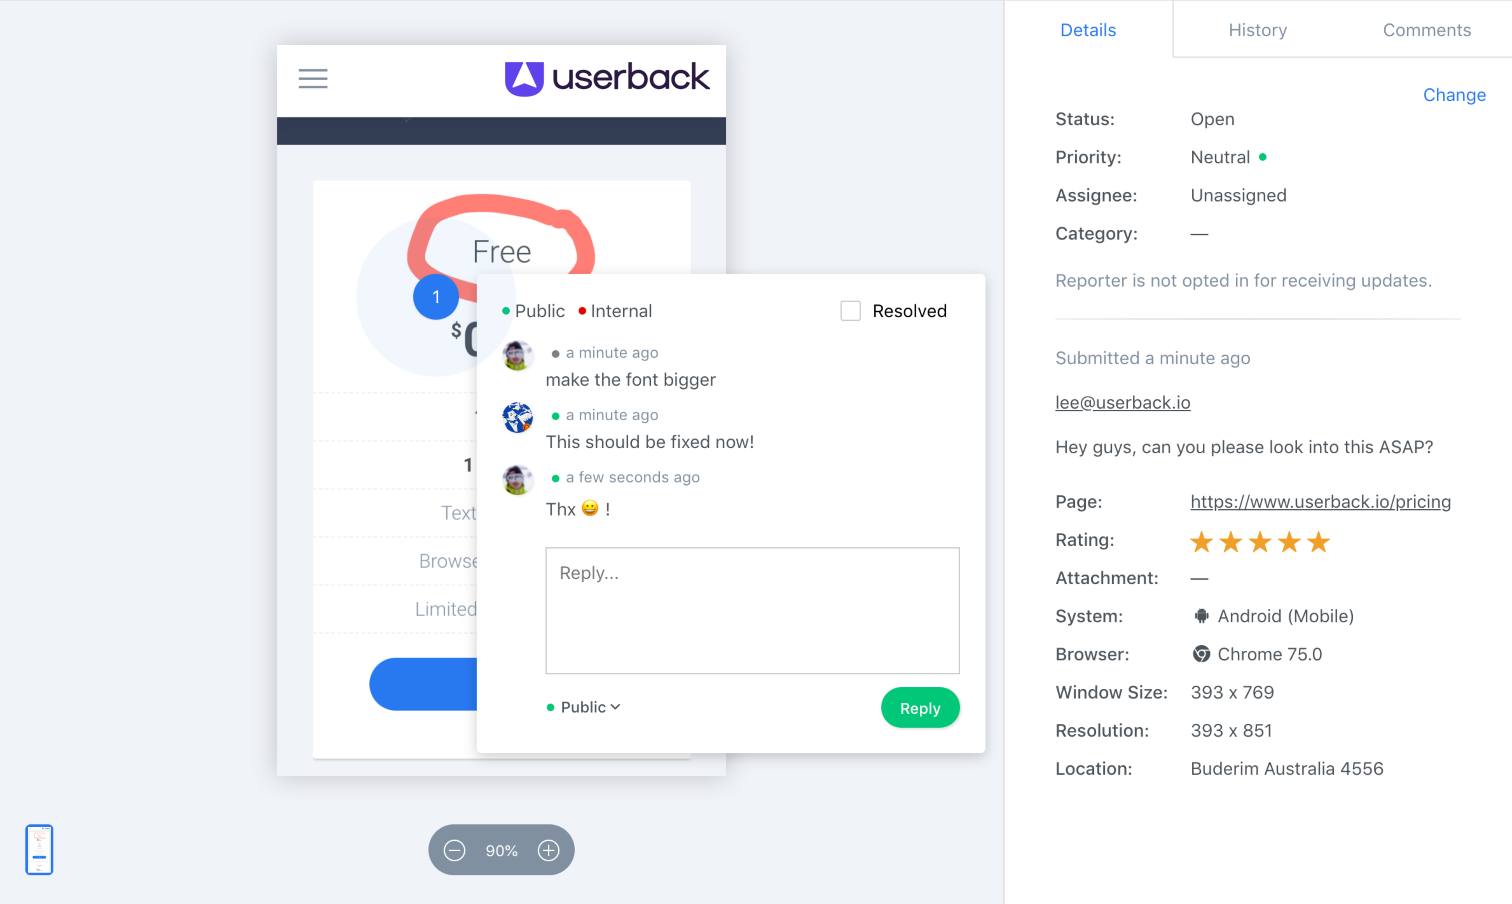 userback
Free
1
$
1
Text
Limited
Public Internal Resolved
a minute ago
make the font bigger
a minute ago
This should be fixed now!
a few seconds ago
Thx 😀 !
Reply...
Public
Reply
90%
Details History Comments
Change
Status: Open
Priority: Neutral
Assignee: Unassigned
Category: —
Reporter is not opted in for receiving updates.
Submitted a minute ago
lee@userback.io
Hey guys, can you please look into this ASAP?
Page: https://www.userback.io/pricing
Rating:
Attachment: —
System: Android (Mobile)
Browser: Chrome 75.0
Window Size: 393 x 769
Resolution: 393 x 851
Location: Buderim Australia 4556